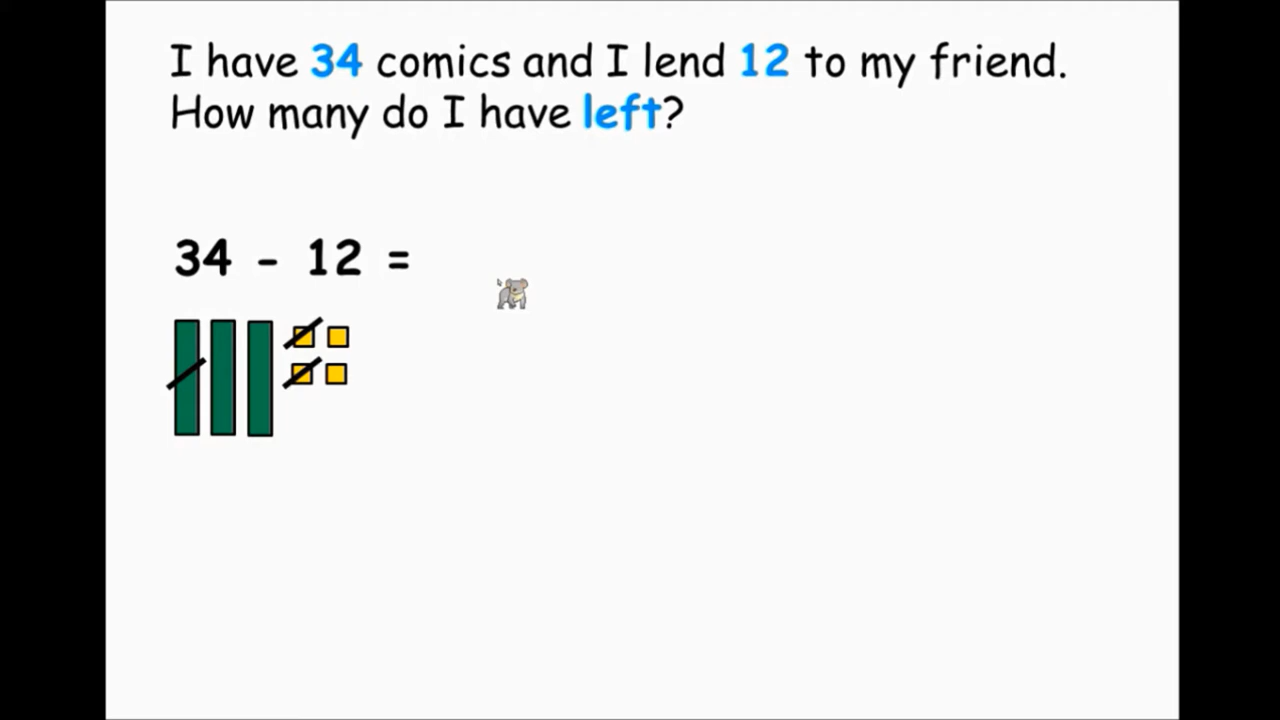 I have 34 comics and I lend 12 to my friend.
How many do I have left?
34 - 12 =